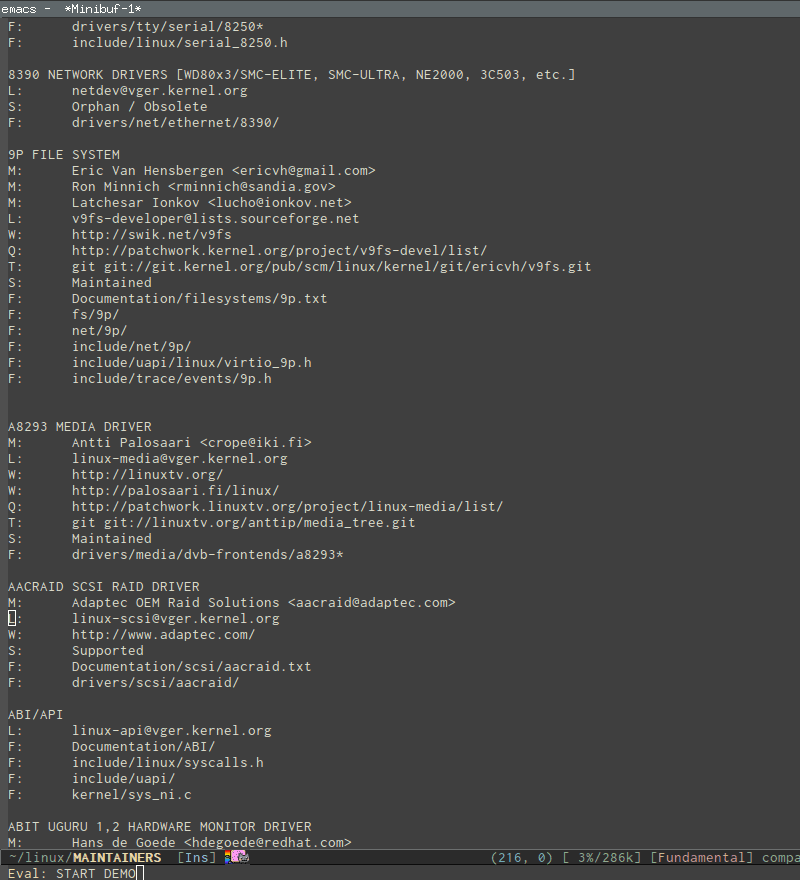 emacs -  *Minibuf-1*
F:      drivers/tty/serial/8250*
F:      include/linux/serial_8250.h

8390 NETWORK DRIVERS [WD80x3/SMC-ELITE, SMC-ULTRA, NE2000, 3C503, etc.]
L:      netdev@vger.kernel.org
S:      Orphan / Obsolete
F:      drivers/net/ethernet/8390/

9P FILE SYSTEM
M:      Eric Van Hensbergen <ericvh@gmail.com>
M:      Ron Minnich <rminnich@sandia.gov>
M:      Latchesar Ionkov <lucho@ionkov.net>
L:      v9fs-developer@lists.sourceforge.net
W:      http://swik.net/v9fs
Q:      http://patchwork.kernel.org/project/v9fs-devel/list/
T:      git git://git.kernel.org/pub/scm/linux/kernel/git/ericvh/v9fs.git
S:      Maintained
F:      Documentation/filesystems/9p.txt
F:      fs/9p/
F:      net/9p/
F:      include/net/9p/
F:      include/uapi/linux/virtio_9p.h
F:      include/trace/events/9p.h

A8293 MEDIA DRIVER
M:      Antti Palosaari <crope@iki.fi>
L:      linux-media@vger.kernel.org
W:      http://linuxtv.org/
W:      http://palosaari.fi/linux/
Q:      http://patchwork.linuxtv.org/project/linux-media/list/
T:      git git://linuxtv.org/anttip/media_tree.git
S:      Maintained
F:      drivers/media/dvb-frontends/a8293*

AACRAID SCSI RAID DRIVER
M:      Adaptec OEM Raid Solutions <aacraid@adaptec.com>
L:      linux-scsi@vger.kernel.org
W:      http://www.adaptec.com/
S:      Supported
F:      Documentation/scsi/aacraid.txt
F:      drivers/scsi/aacraid/

ABI/API
L:      linux-api@vger.kernel.org
F:      Documentation/ABI/
F:      include/linux/syscalls.h
F:      include/uapi/
F:      kernel/sys_ni.c

ABIT UGURU 1,2 HARDWARE MONITOR DRIVER
M:      Hans de Goede <hdegoede@redhat.com>
~/linux/MAINTAINERS  [Ins]  (216, 0) [ 3%/286k] [Fundamental] compa
Eval: START DEMO